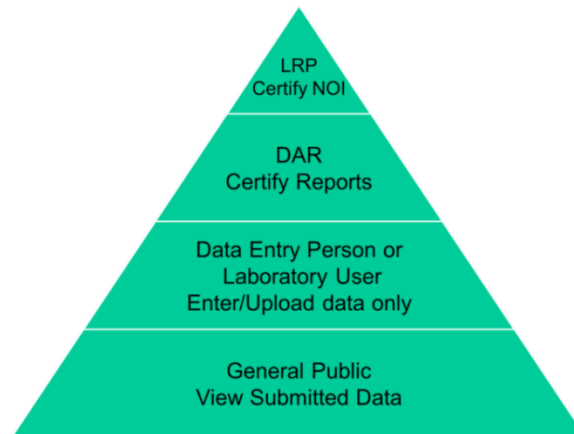 LRP
Certify NOI
DAR
Certify Reports
Data Entry Person or
Laboratory User
Enter/Upload data only
General Public
View Submitted Data